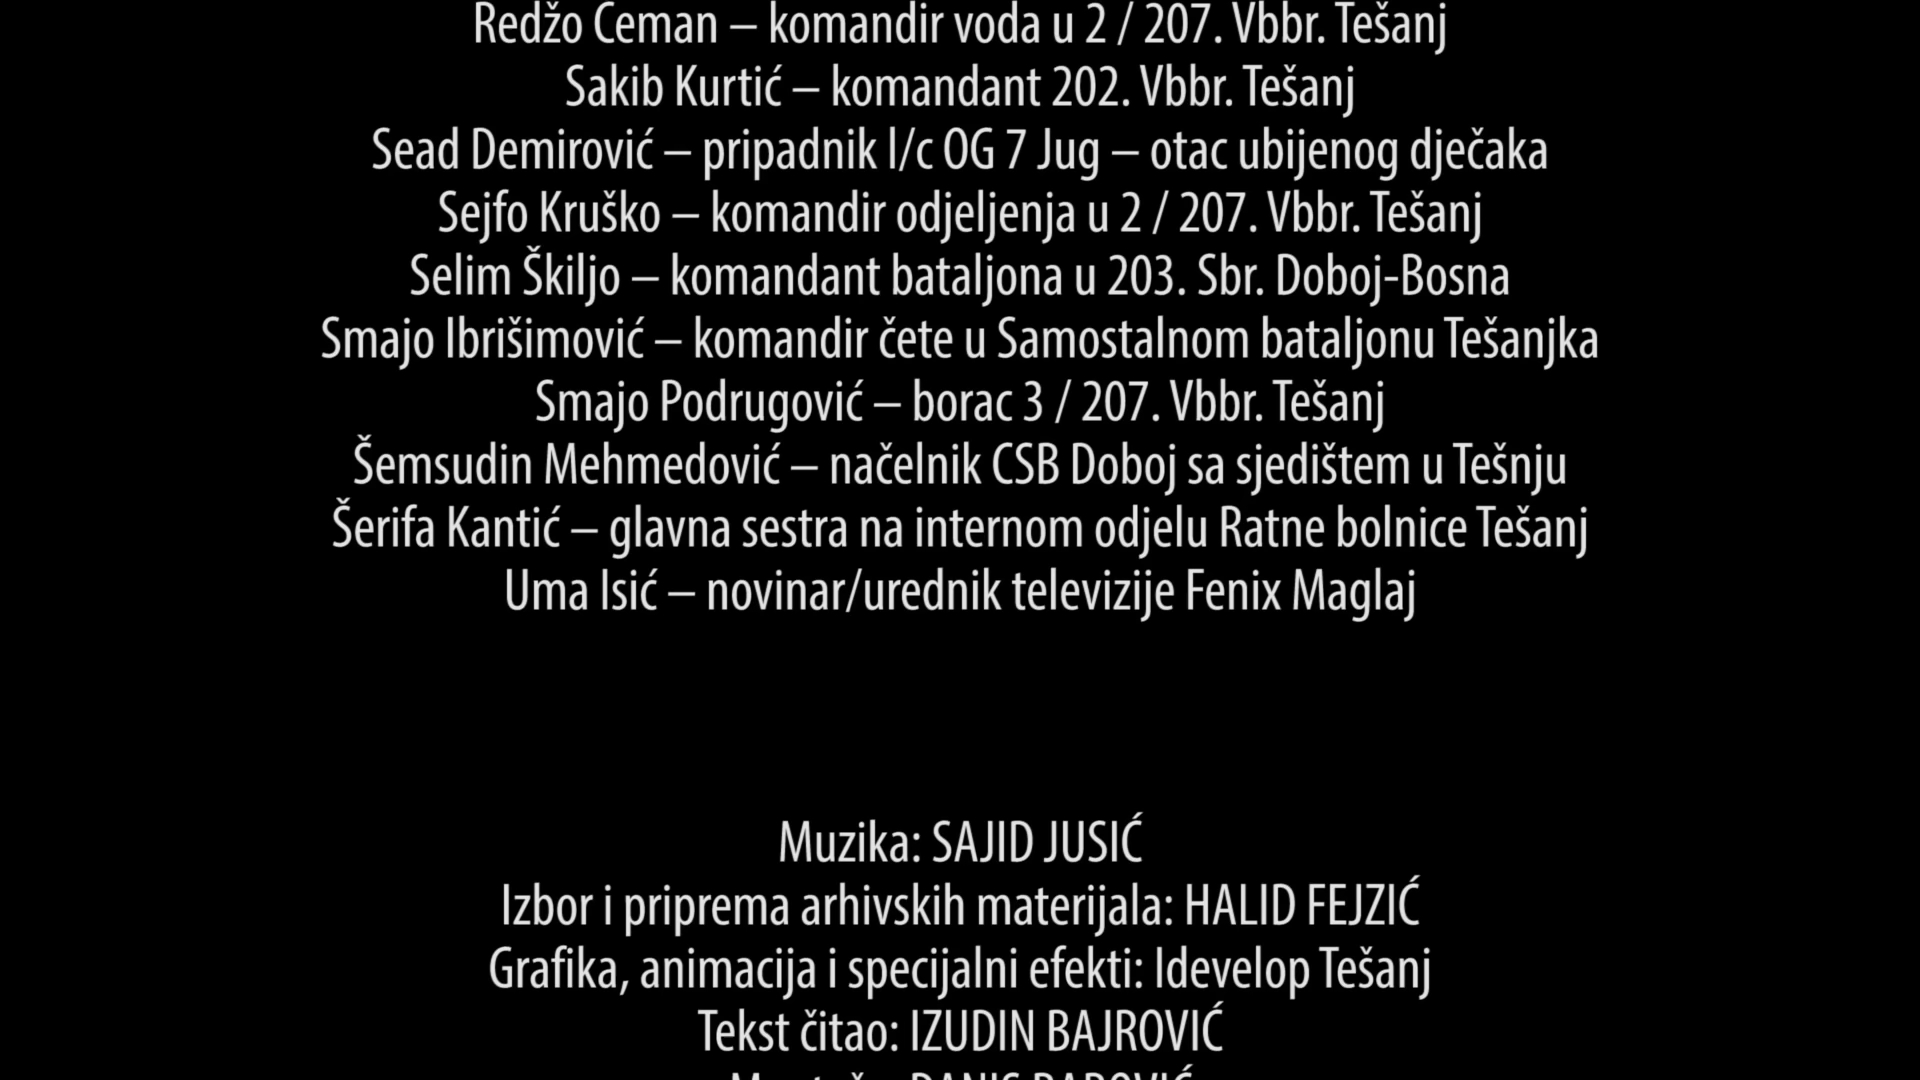 Redžo Ćeman – komandir voda u 2 / 207. Vbbr. Tešanj
Sakib Kurtić – komandant 202. Vbbr. Tešanj
Sead Demirović – pripadnik l/c OG 7 Jug – otac ubijenog dječaka
Sejfo Kruško – komandir odjeljenja u 2 / 207. Vbbr. Tešanj
Selim Škiljo – komandant bataljona u 203. Sbr. Doboj-Bosna
Smajo Ibrišimović – komandir čete u Samostalnom bataljonu Tešanjka
Smajo Podrugović – borac 3 / 207. Vbbr. Tešanj
Šemsudin Mehmedović – načelnik CSB Doboj sa sjedištem u Tešnju
Šerifa Kantić – glavna sestra na internom odjelu Ratne bolnice Tešanj
Uma Isić – novinar/urednik televizije Fenix Maglaj
Muzika: SAJID JUSIĆ
Izbor i priprema arhivskih materijala: HALID FEJZIĆ
Grafika, animacija i specijalni efekti: Idevelop Tešanj
Tekst čitao: IZUDIN BAJROVIĆ